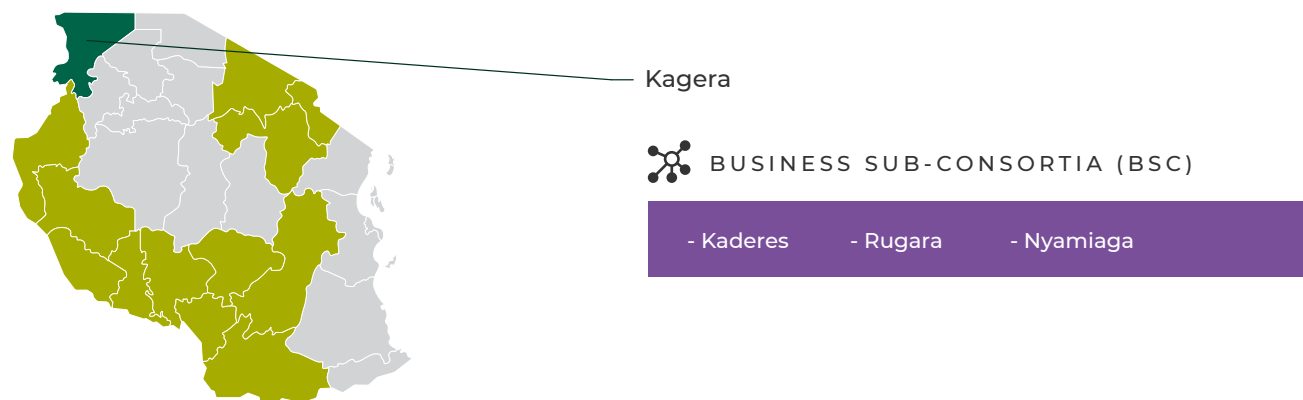 Kagera
BUSINESS SUB-CONSORTIA (BSC)
- Kaderes - Rugara - Nyamiaga